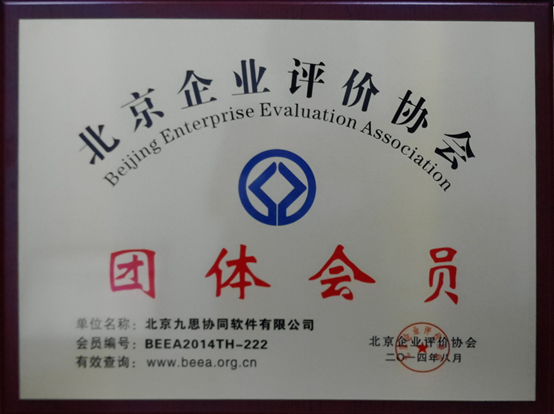 北京企业评价协会
Beijing Enterprise Evaluation Association
团体会员
单位名称：北京九思协同软件有限公司
会员编号：BEEA2014TH-222
有效查询：www.beea.org.cn
北京企业评价协会
二〇一四年八月